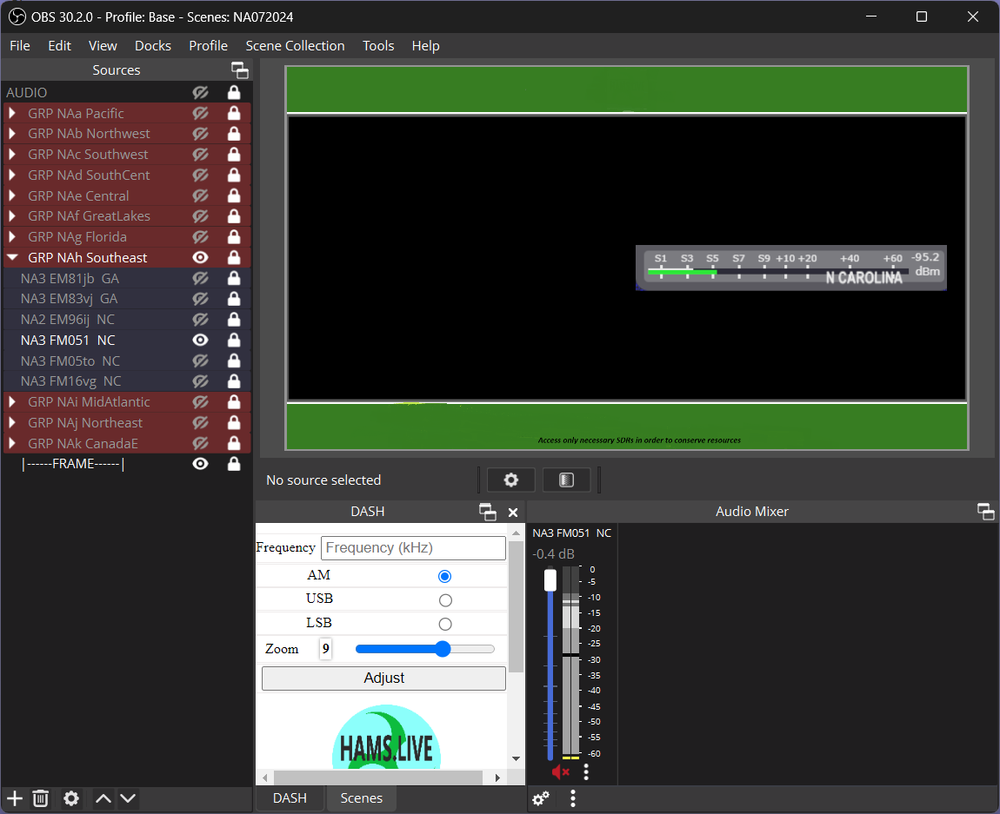 OBS 30.2.0 - Profile: Base - Scenes: NA072024
File Edit View Docks Profile Scene Collection Tools Help
Sources
AUDIO
GRP NAa Pacific
GRP NAb Northwest
GRP NAc Southwest
GRP NAd SouthCent
GRP NAe Central
GRP NAf GreatLakes
GRP NAg Florida
GRP NAh Southeast
NA3 EM81jb GA
NA3 EM83vj GA
NA2 EM96ij NC
NA3 FM051 NC
NA3 FM05to NC
NA3 FM16vg NC
GRP NAi MidAtlantic
GRP NAj Northeast
GRP NAk CanadaE
|------FRAME------|
S1 S3 S5 S7 S9 +10 +20 +40 +60 -95.2
dBm
N CAROLINA
Access only necessary SDRs in order to conserve resources
No source selected
DASH
Frequency Frequency (kHz)
AM
USB
LSB
Zoom 9
Adjust
HAMS.LIVE
DASH Scenes
Audio Mixer
NA3 FM051 NC
-0.4 dB
0
-5
-10
-15
-20
-25
-30
-35
-40
-45
-50
-55
-60